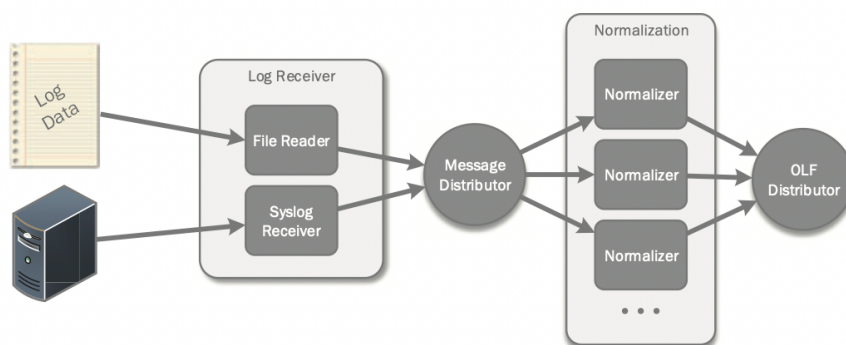 Log
Data
Log Receiver
File Reader
Syslog
Receiver
Message
Distributor
Normalization
Normalizer
Normalizer
Normalizer
OLF
Distributor